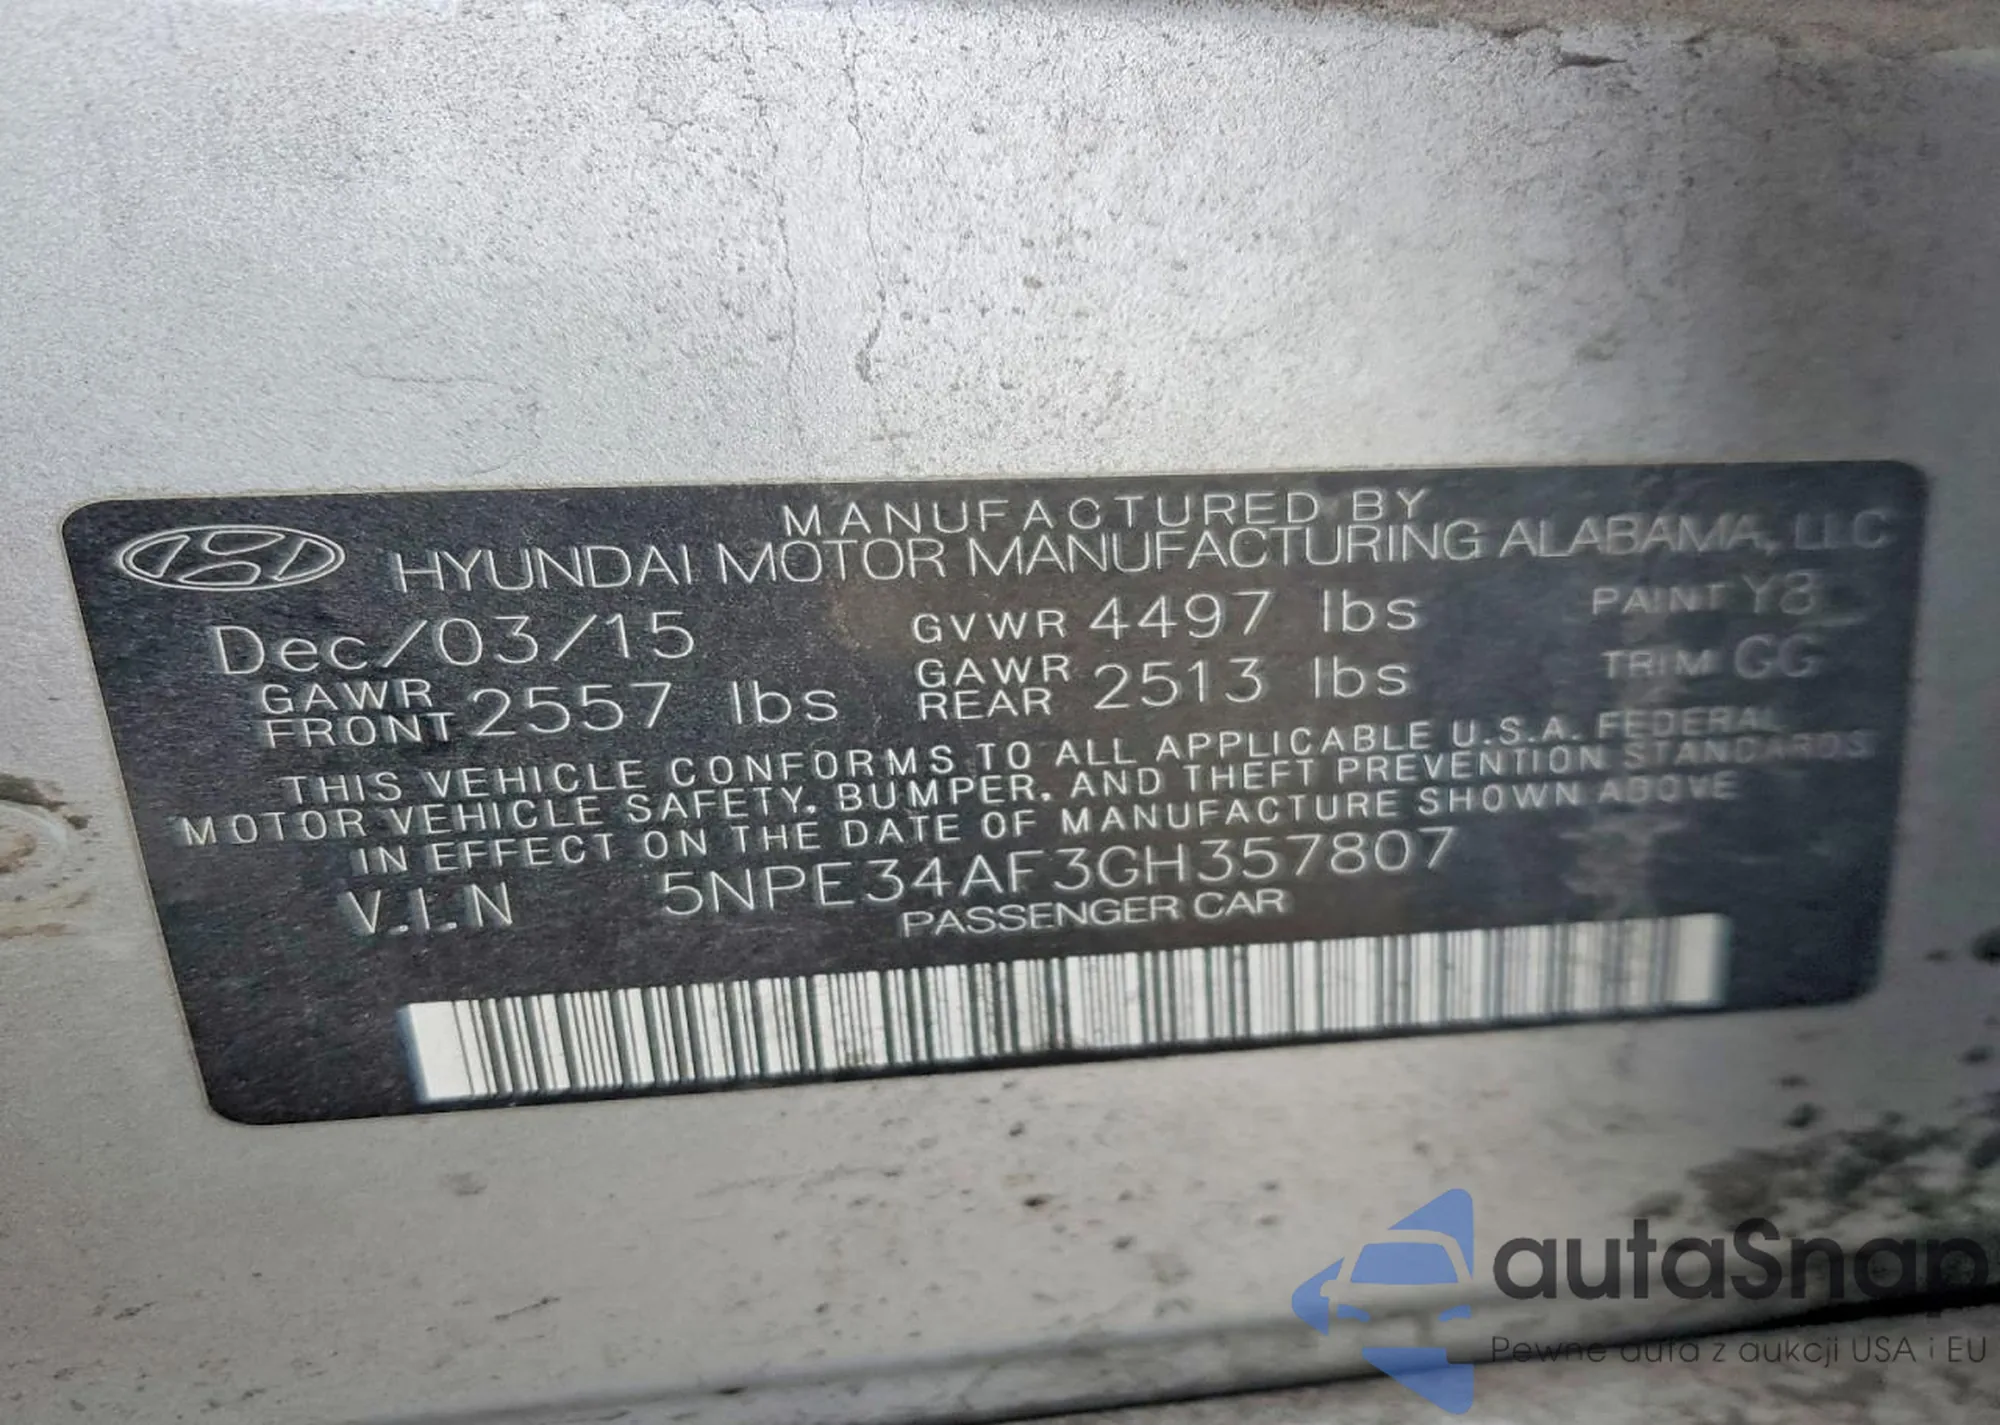 MANUFACTURED BY
HYUNDAI MOTOR MANUFACTURING ALABAMA, LLC
Dec/03/15 GVWR 4497 lbs PAINT Y8
GAWR FRONT 2557 lbs GAWR REAR 2513 lbs TRIM GG
THIS VEHICLE CONFORMS TO ALL APPLICABLE U.S.A. FEDERAL
MOTOR VEHICLE SAFETY, BUMPER, AND THEFT PREVENTION STANDARDS
IN EFFECT ON THE DATE OF MANUFACTURE SHOWN ABOVE
V.I.N 5NPE34AF3GH357807
PASSENGER CAR
autaSnap
Pewne auta z aukcji USA i EU